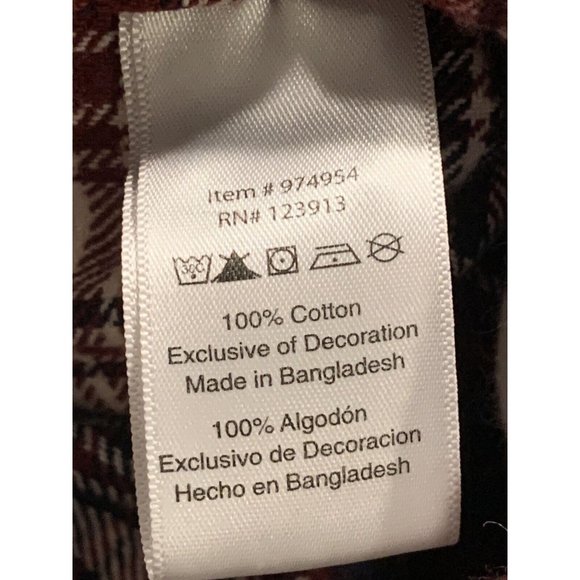 Item # 974954
RN# 123913
30C
100% Cotton
Exclusive of Decoration
Made in Bangladesh
100% Algodón
Exclusivo de Decoracion
Hecho en Bangladesh